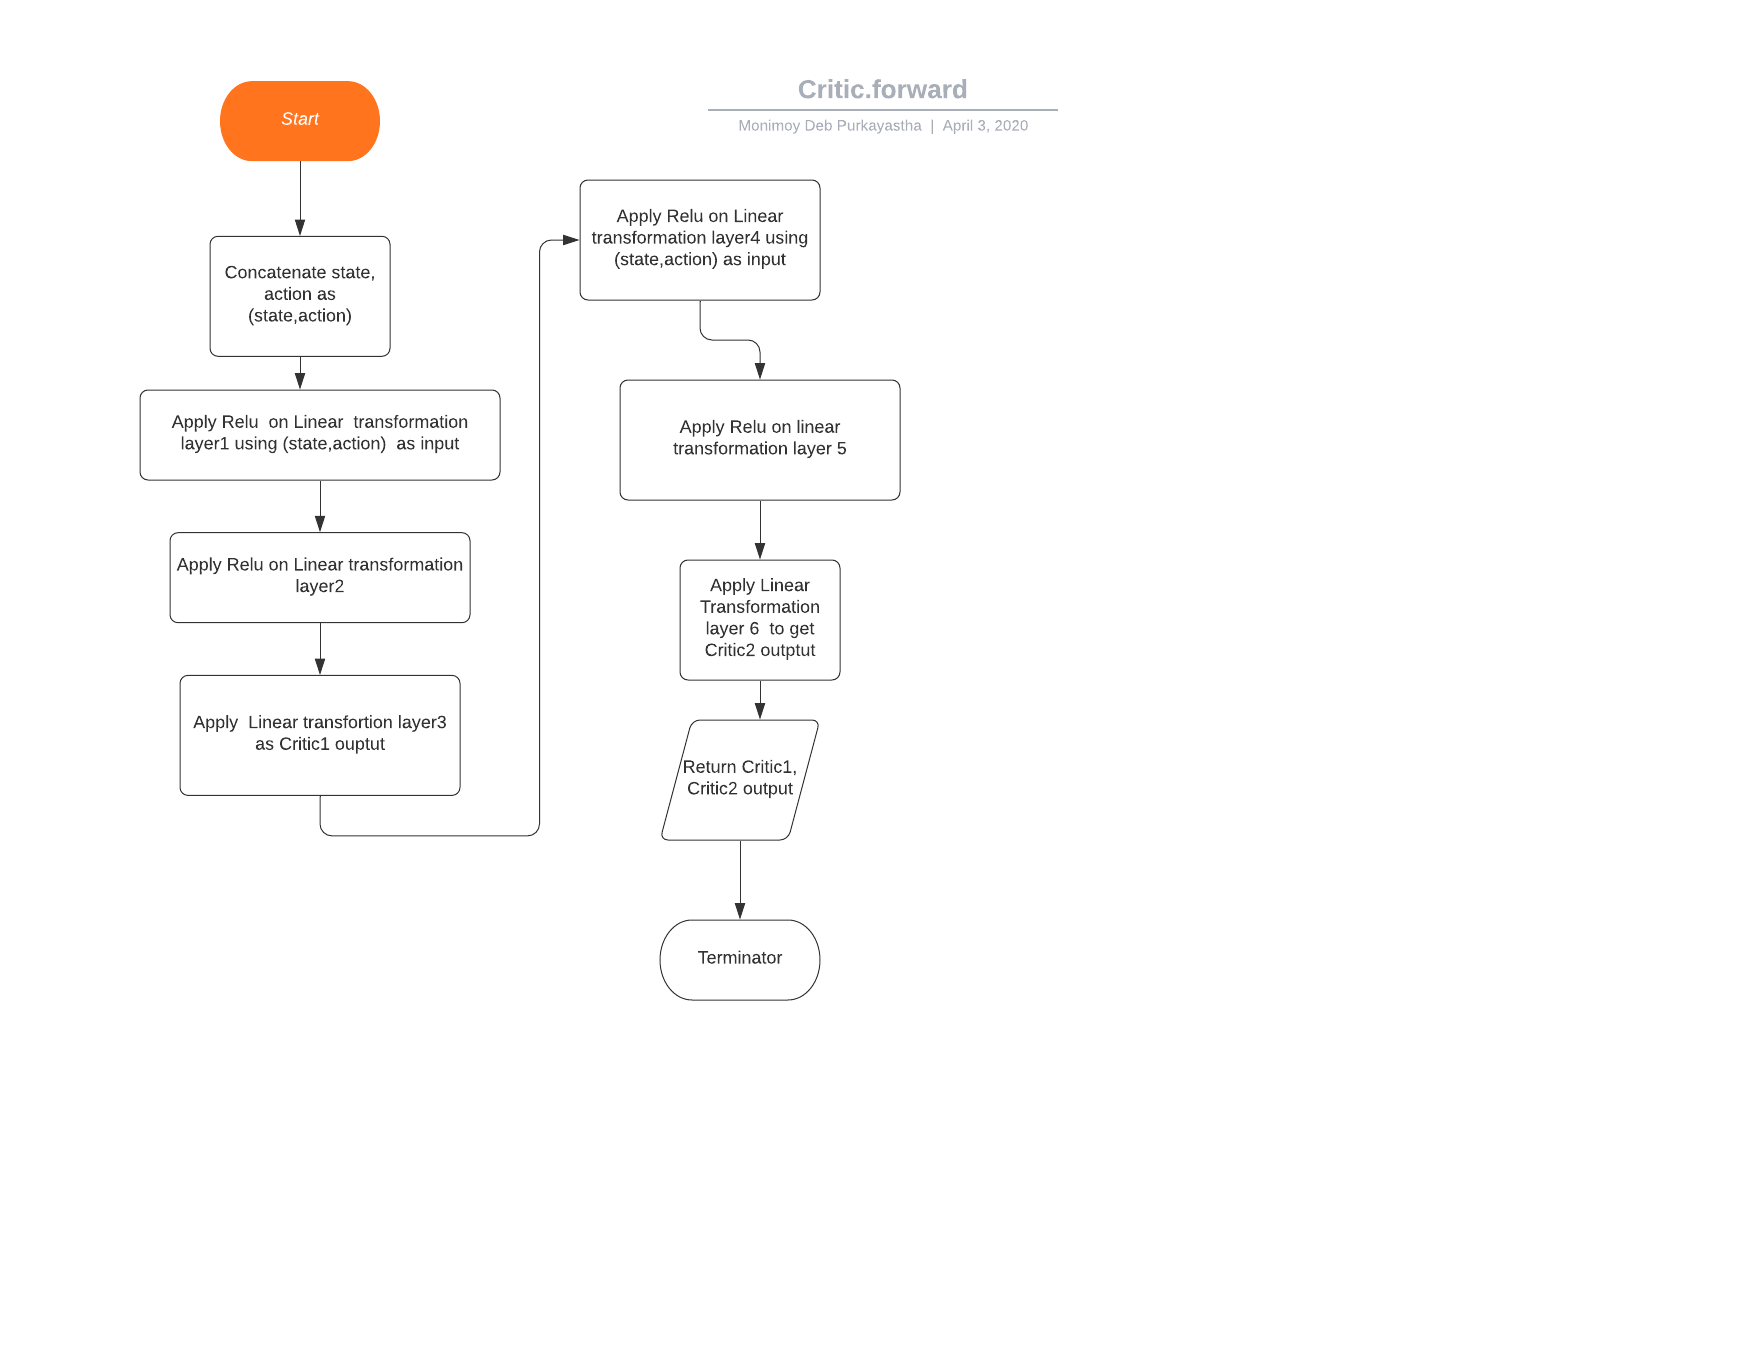 Start
Critic.forward
Monimoy Deb Purkayastha | April 3, 2020
Concatenate state,
action as
(state,action)
Apply Relu  on Linear  transformation
layer1 using (state,action)  as input
Apply Relu on Linear transformation
layer2
Apply  Linear transfortion layer3
as Critic1 ouptut
Apply Relu on Linear
transformation layer4 using
(state,action) as input
Apply Relu on linear
transformation layer 5
Apply Linear
Transformation
layer 6  to get
Critic2 outptut
Return Critic1,
Critic2 output
Terminator